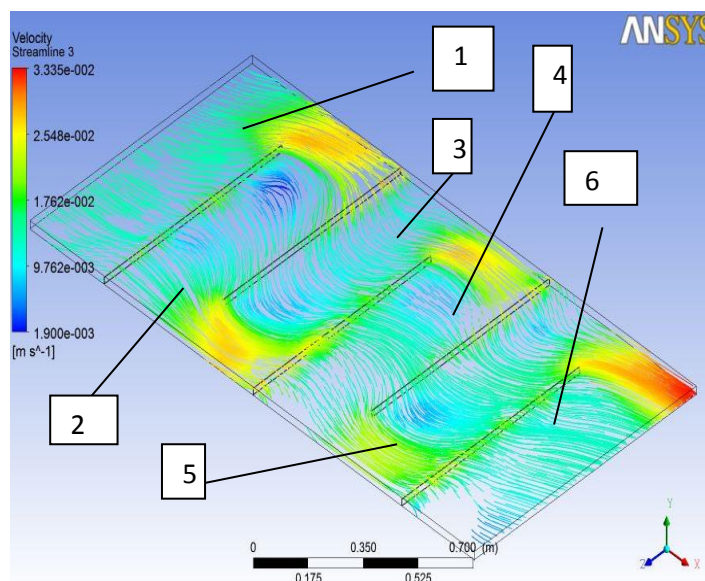 ANSYS
Velocity
Streamline 3
3.335e-002
2.548e-002
1.762e-002
9.762e-003
1.900e-003
[m s^-1]
1
4
3
6
2
5
0
0.350
0.700
(m)
0.175
0.525
Y
Z
X